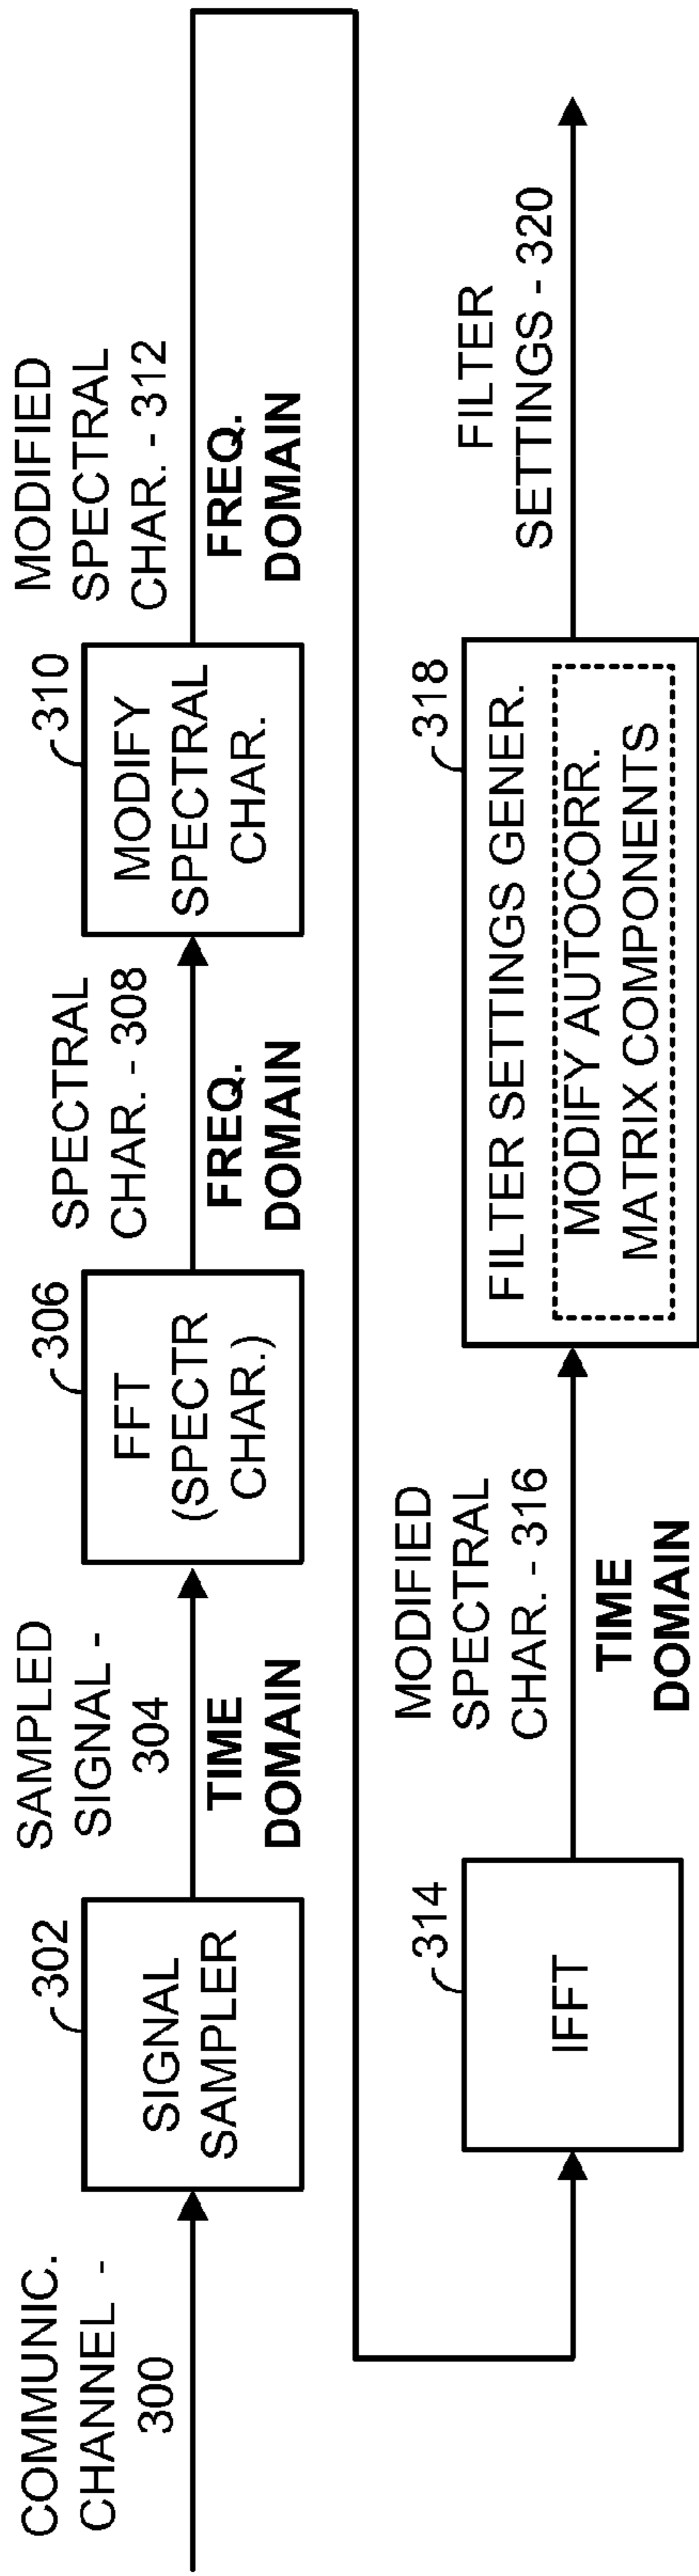 COMMUNIC.
CHANNEL -
300
302
SIGNAL
SAMPLER
SAMPLED
SIGNAL -
304
TIME
DOMAIN
306
FFT
(SPECTR
CHAR.)
SPECTRAL
CHAR. - 308
FREQ.
DOMAIN
310
MODIFY
SPECTRAL
CHAR.
MODIFIED
SPECTRAL
CHAR. - 312
FREQ.
DOMAIN
314
IFFT
MODIFIED
SPECTRAL
CHAR. - 316
TIME
DOMAIN
318
FILTER SETTINGS GENER.
MODIFY AUTOCORR.
MATRIX COMPONENTS
FILTER
SETTINGS - 320